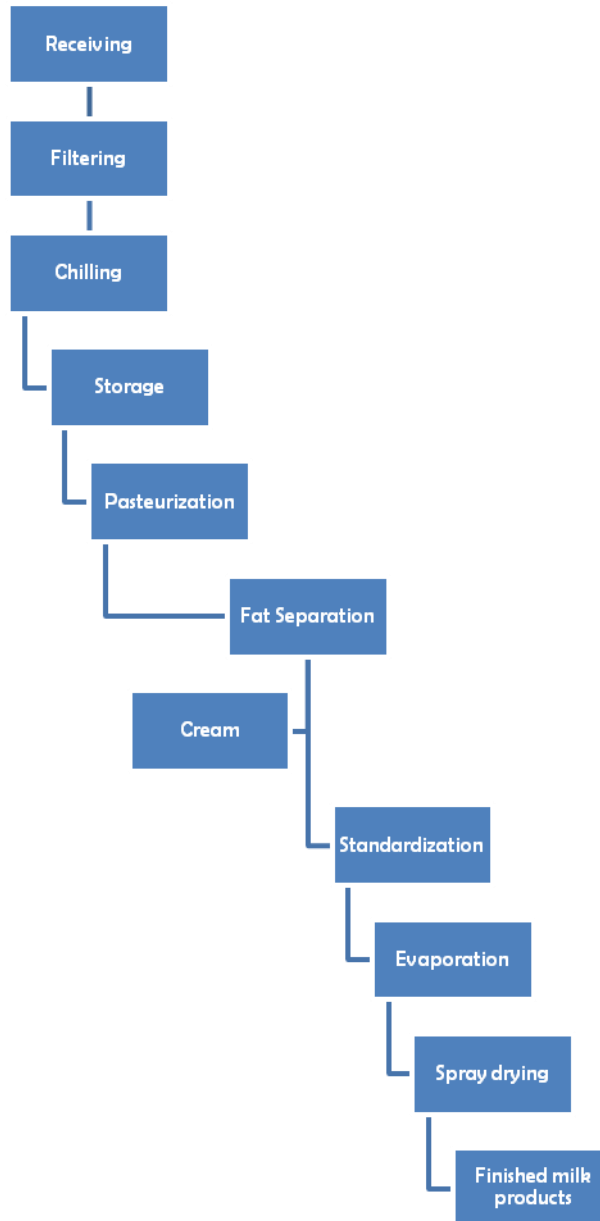 Receiving
Filtering
Chilling
Storage
Pasteurization
Fat Separation
Cream
Standardization
Evaporation
Spray drying
Finished milk
products